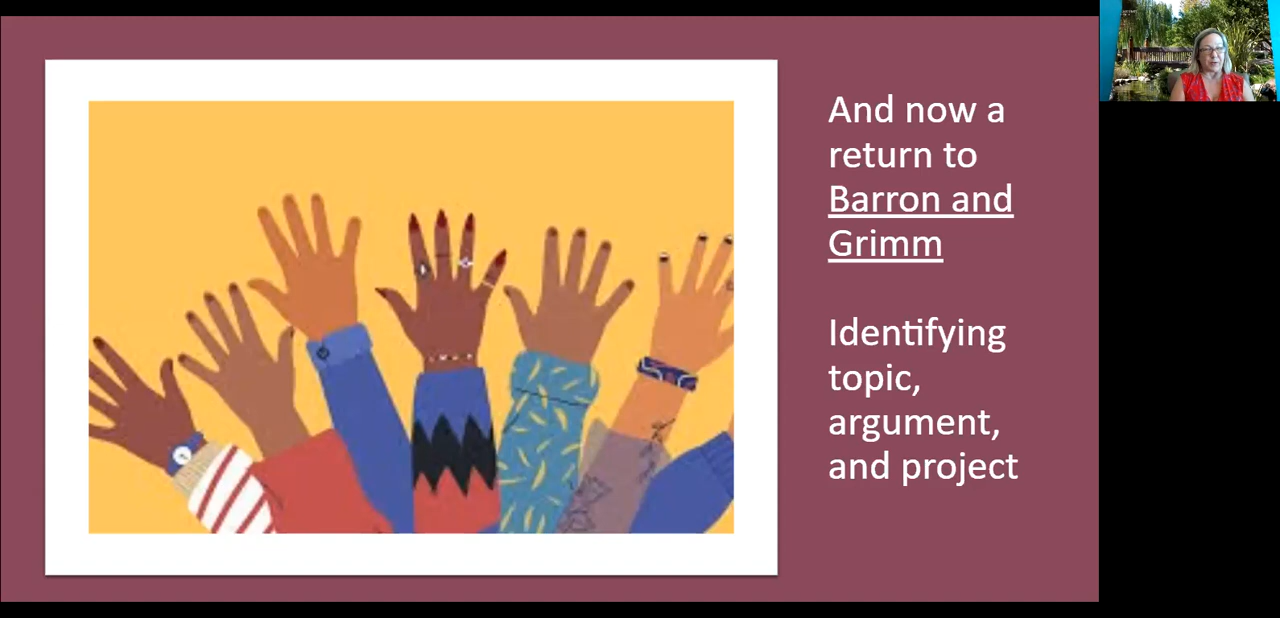 And now a
return to
Barron and
Grimm
Identifying
topic,
argument,
and project